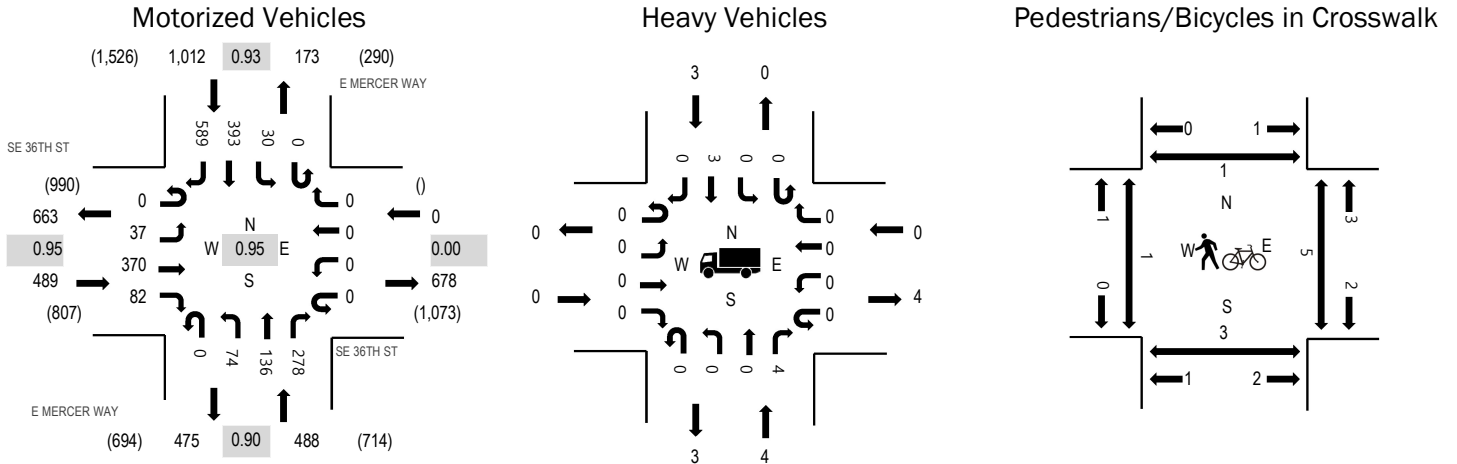 Motorized Vehicles
(1,526) 1,012 0.93 173 (290)
E MERCER WAY
589 393 30 0
SE 36TH ST
(990) 0 0 ()
663 0 0
37 N 0
0.95 W 0.95 E 0.00
370 0
489 S 678
82 0
(807) (1,073)
0 74 136 278
SE 36TH ST
E MERCER WAY
(694) 475 0.90 488 (714)
Heavy Vehicles
3 0
0 3 0 0
0 0
0 0 0 0
0 N 0
W E
0 S 0
0 4
0 0
0 0 0 4
3 4
Pedestrians/Bicycles in Crosswalk
0 1
1
N
1 3
1 W E 5
0 2
S
3
1 2